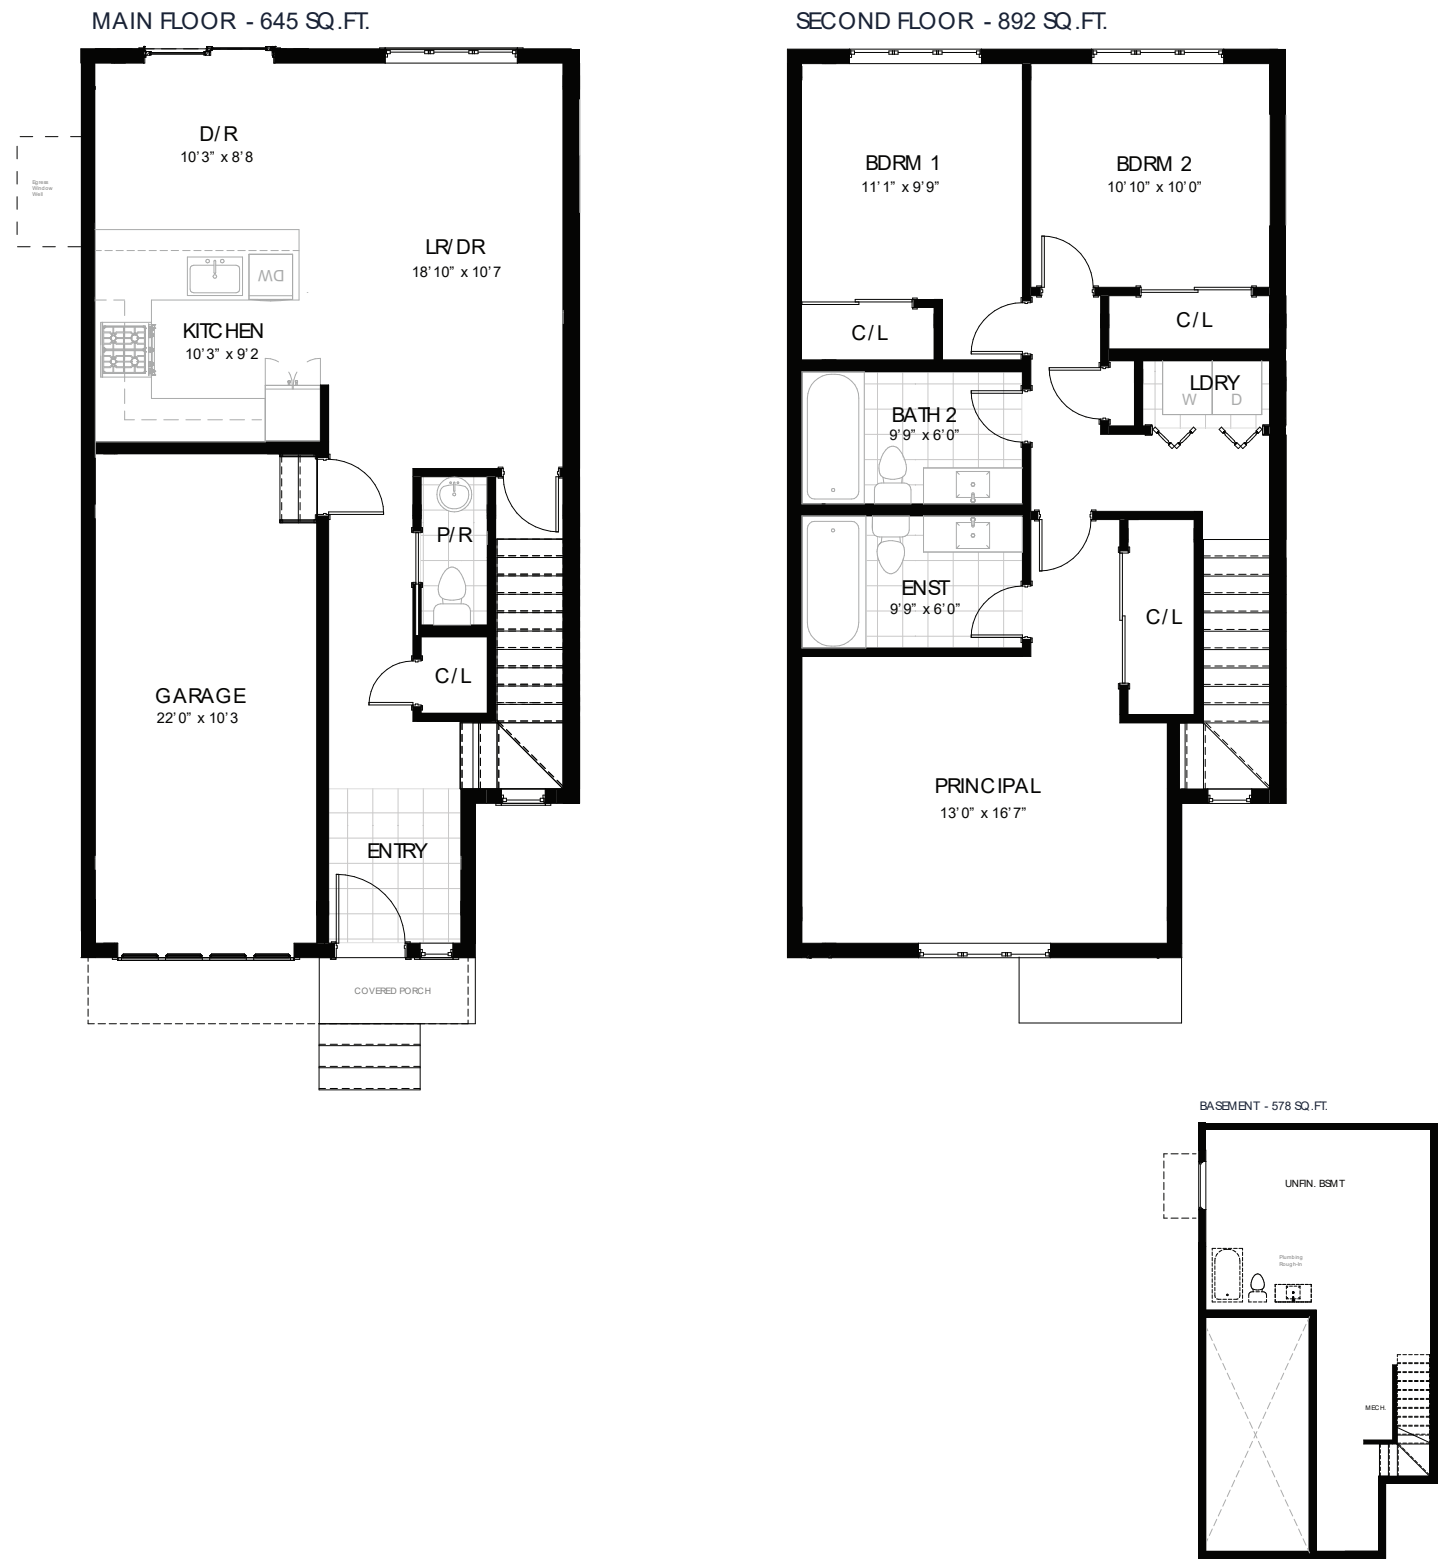 MAIN FLOOR - 645 SQ.FT.
D/R
10'3" x 8'8
Egress
Window
Well
LR/DR
18'10" x 10'7
DW
KITCHEN
10'3" x 9'2
P/R
C/L
GARAGE
22'0" x 10'3
ENTRY
COVERED PORCH
SECOND FLOOR - 892 SQ.FT.
BDRM 1
11'1" x 9'9"
BDRM 2
10'10" x 10'0"
C/L
C/L
LDRY
W D
BATH 2
9'9" x 6'0"
ENST
9'9" x 6'0"
C/L
PRINCIPAL
13'0" x 16'7"
BASEMENT - 578 SQ.FT.
UNFIN. BSMT
Plumbing
Rough-In
MECH.